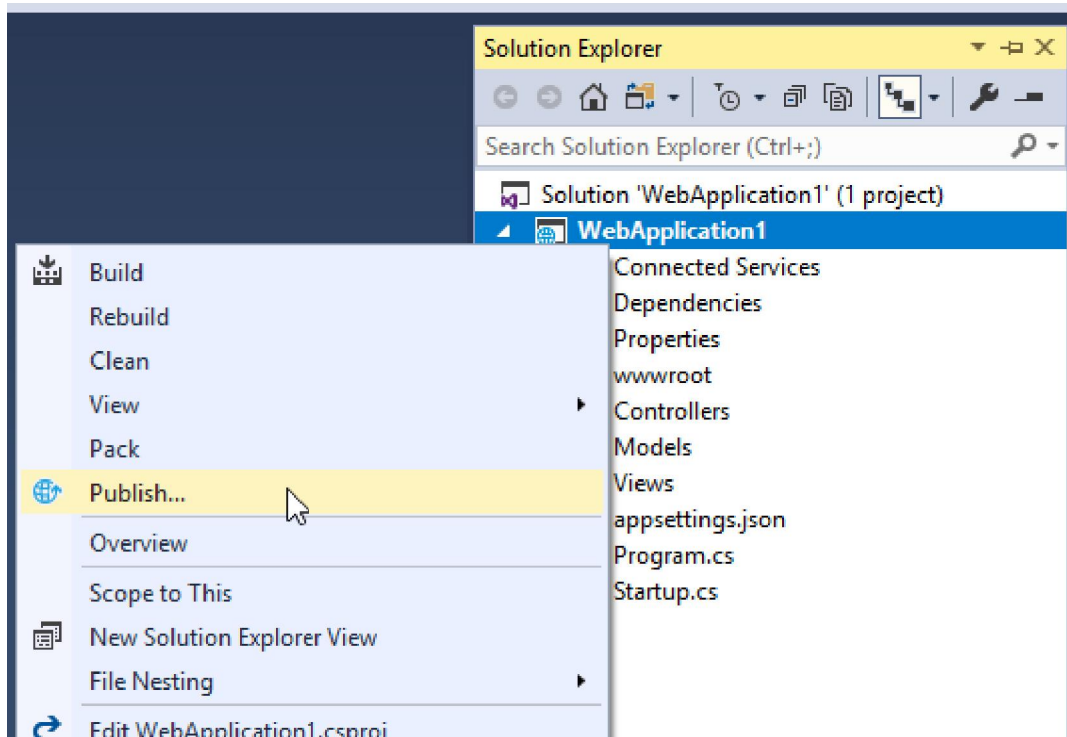 Solution Explorer
Search Solution Explorer (Ctrl+;)
Solution 'WebApplication1' (1 project)
WebApplication1
Connected Services
Dependencies
Properties
wwwroot
Controllers
Models
Views
appsettings.json
Program.cs
Startup.cs
Build
Rebuild
Clean
View
Pack
Publish...
Overview
Scope to This
New Solution Explorer View
File Nesting
Edit WebApplication1.csproj